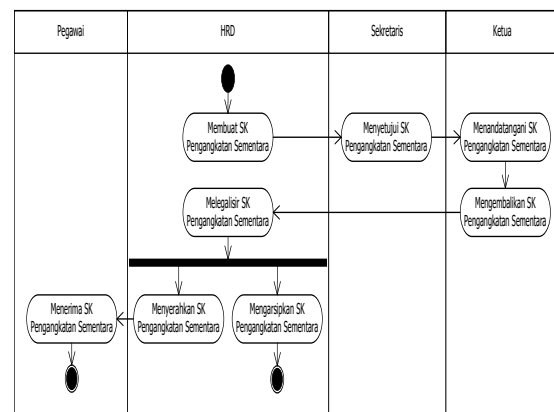 Pegawai
HRD
Sekretaris
Ketua
Membuat SK
Pengangkatan Sementara
Menyetujui SK
Pengangkatan Sementara
Menandatangani SK
Pengangkatan Sementara
Melegalisir SK
Pengangkatan Sementara
Mengembalikan SK
Pengangkatan Sementara
Menerima SK
Pengangkatan Sementara
Menyerahkan SK
Pengangkatan Sementara
Mengarsipkan SK
Pengangkatan Sementara